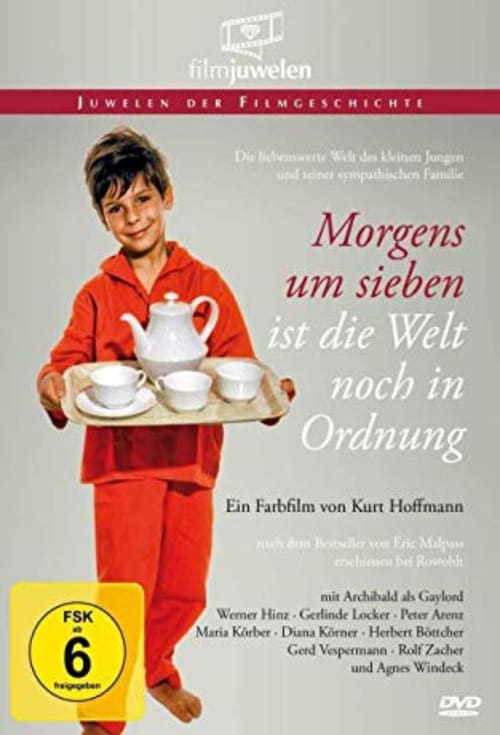 filmjuwelen
Juwelen der Filmgeschichte
Die liebenswerte Welt des kleinen Jungen
und seiner sympathischen Familie
Morgens
um sieben
ist die Welt
noch in
Ordnung
Ein Farbfilm von Kurt Hoffmann
nach dem Bestseller von Eric Malpass
erschienen bei Rowohlt
mit Archibald als Gaylord
Werner Hinz · Gerlinde Locker · Peter Arenz
Maria Körber · Diana Körner · Herbert Bötticher
Gerd Vespermann · Rolf Zacher
und Agnes Windeck
FSK
ab
6
freigegeben
DVD
VIDEO